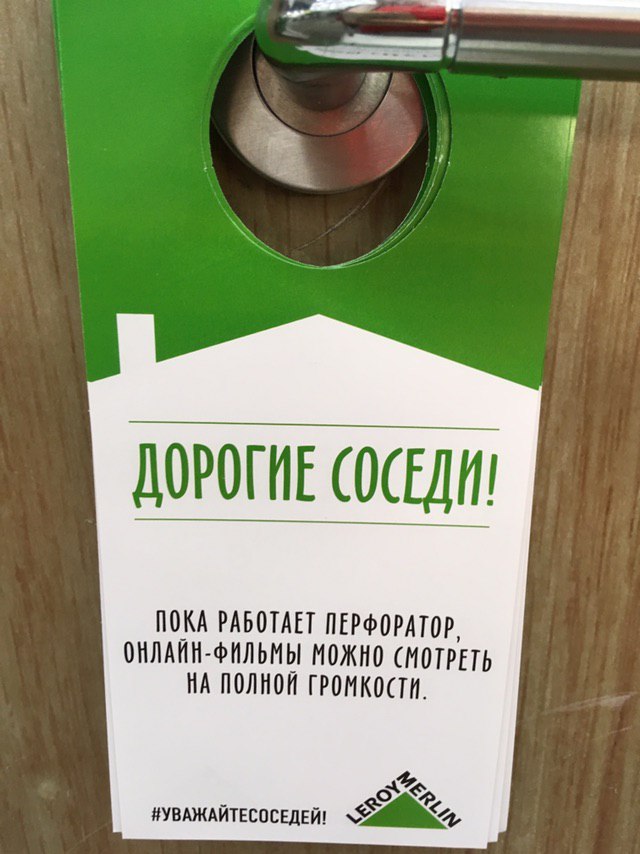 ДОРОГИЕ СОСЕДИ!
ПОКА РАБОТАЕТ ПЕРФОРАТОР,
ОНЛАЙН-ФИЛЬМЫ МОЖНО СМОТРЕТЬ
НА ПОЛНОЙ ГРОМКОСТИ.
#УВАЖАЙТЕСОСЕДЕЙ!
LEROY MERLIN